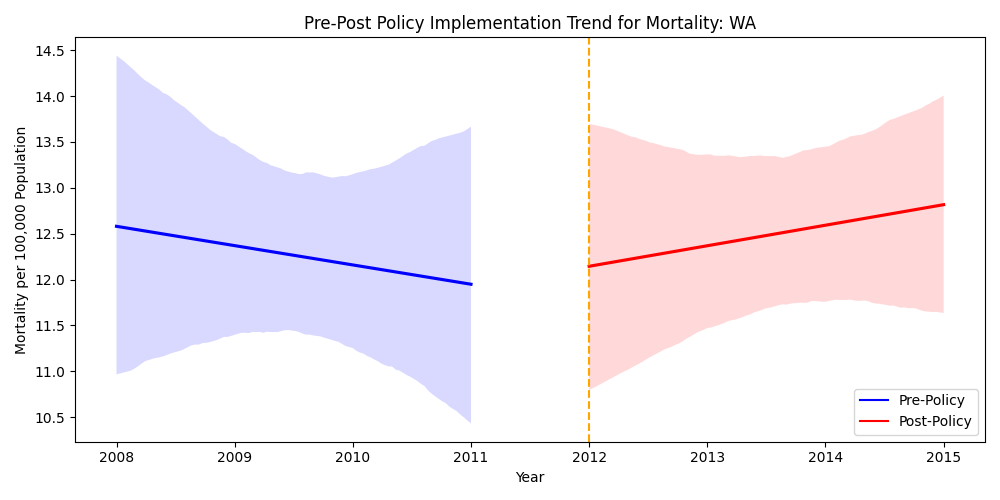 Pre-Post Policy Implementation Trend for Mortality: WA
Mortality per 100,000 Population
14.5
14.0
13.5
13.0
12.5
12.0
11.5
11.0
10.5
2008 2009 2010 2011 2012 2013 2014 2015
Year
Pre-Policy
Post-Policy